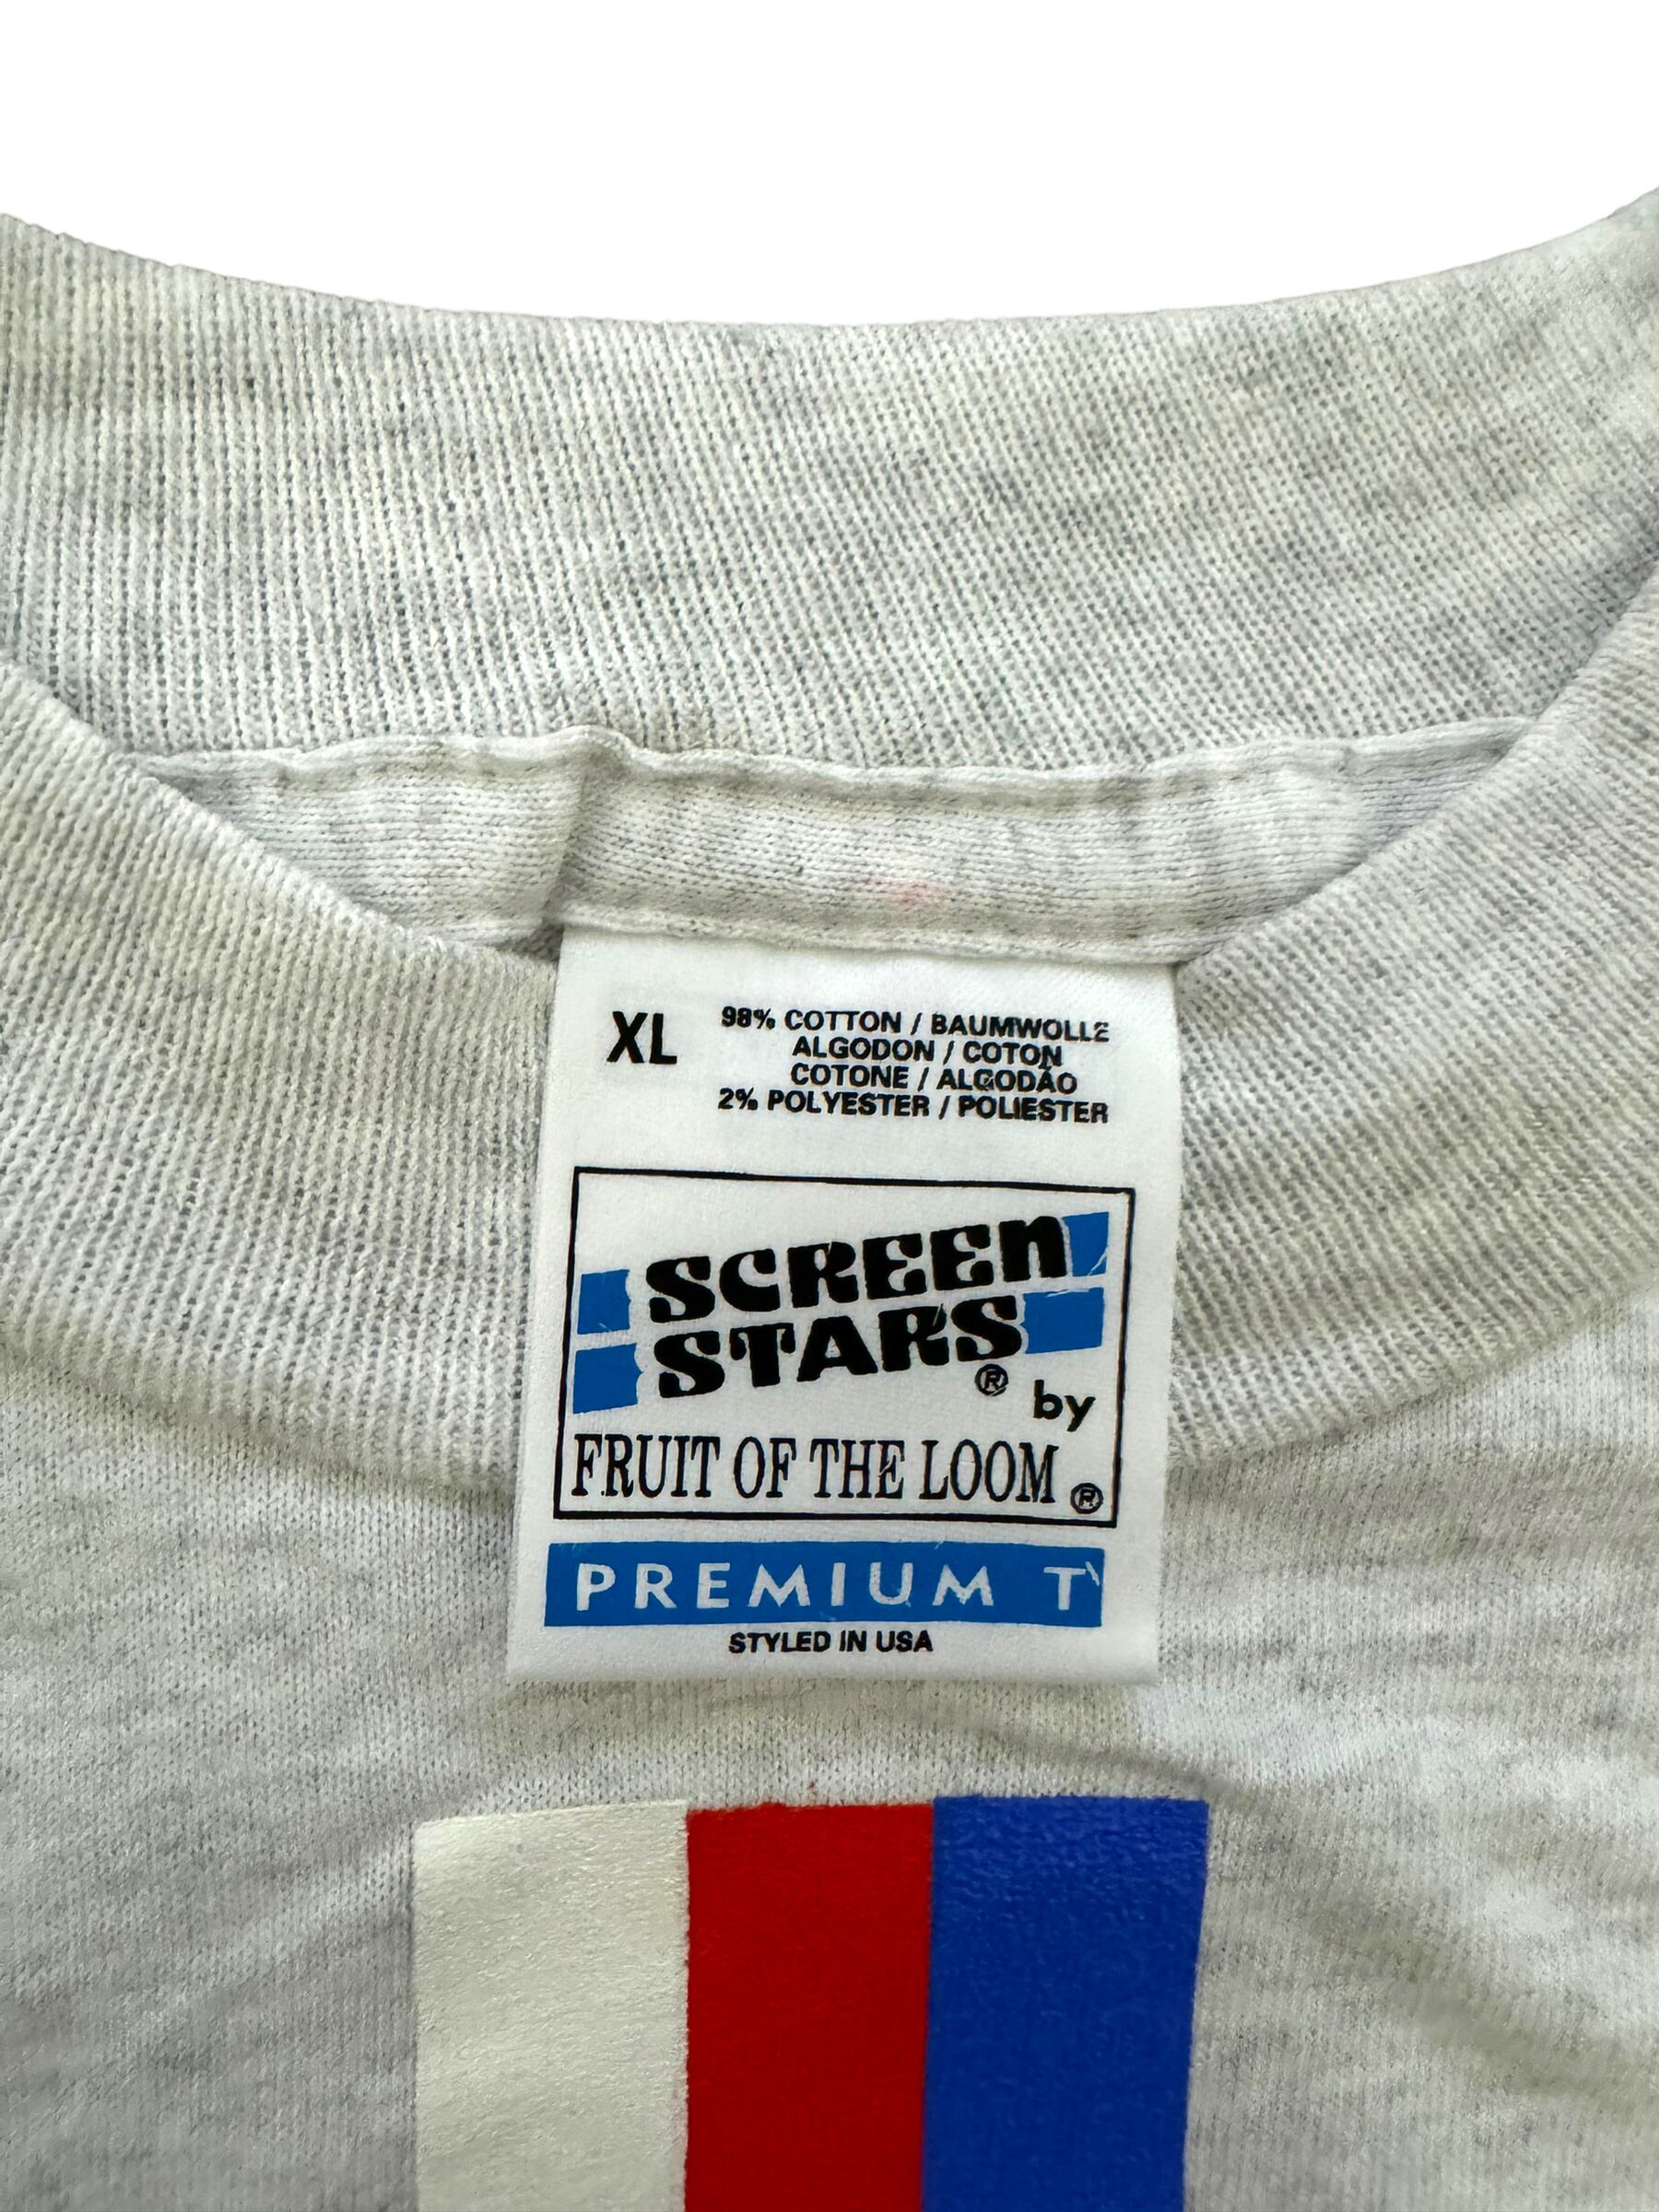 XL
98% COTTON / BAUMWOLLE
ALGODON / COTON
COTONE / ALGODÃO
2% POLYESTER / POLIESTER
SCREEN
STARS®
by
FRUIT OF THE LOOM®
PREMIUM T
STYLED IN USA